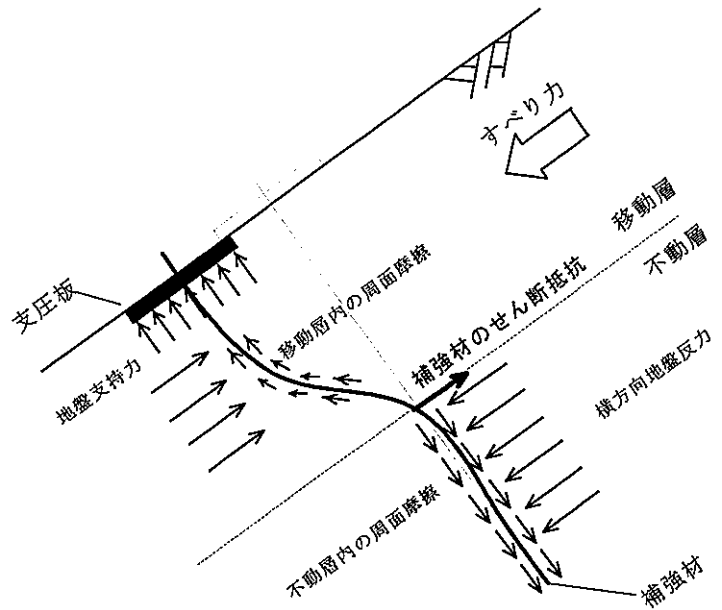 すべり力
移動層
不動層
支圧板
移動層内の周面摩擦
補強材のせん断抵抗
地盤支持力
横方向地盤反力
不動層内の周面摩擦
補強材